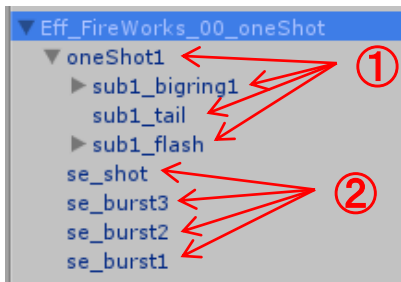 Eff_FireWorks_00_oneShot
oneShot1
sub1_bigring1
sub1_tail
sub1_flash
se_shot
se_burst3
se_burst2
se_burst1
①
②